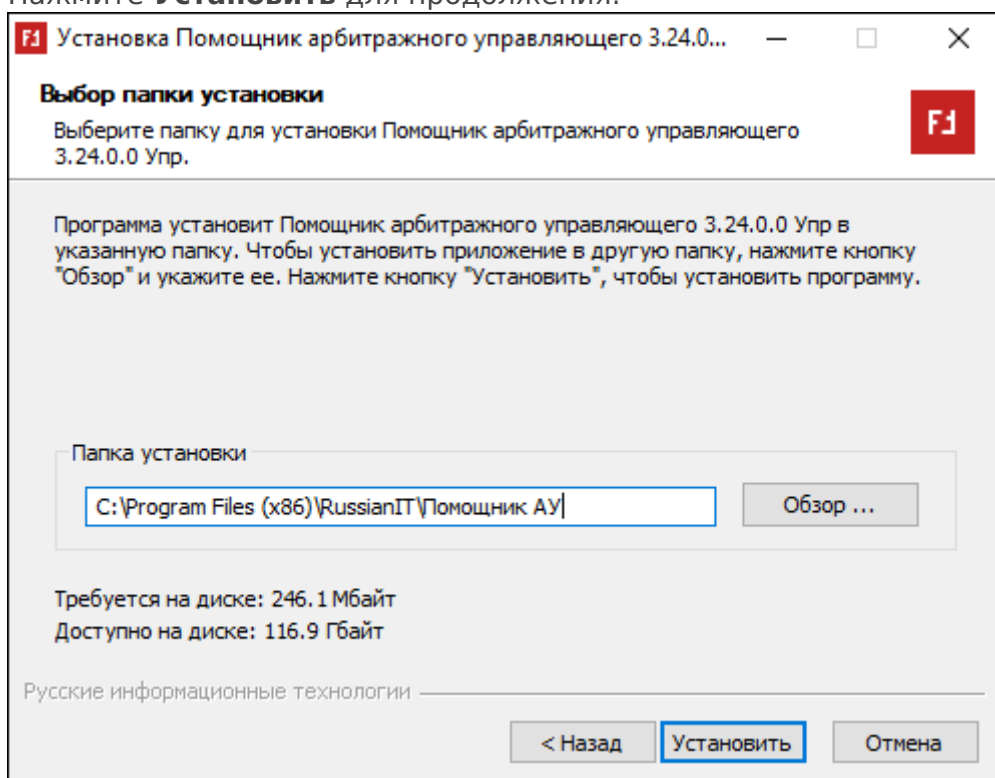 Нажмите Установить для продолжения.
Установка Помощник арбитражного управляющего 3.24.0...
Выбор папки установки
Выберите папку для установки Помощник арбитражного управляющего
3.24.0.0 Упр.
Программа установит Помощник арбитражного управляющего 3.24.0.0 Упр в
указанную папку. Чтобы установить приложение в другую папку, нажмите кнопку
"Обзор" и укажите ее. Нажмите кнопку "Установить", чтобы установить программу.
Папка установки
C:\Program Files (x86)\RussianIT\Помощник АУ
Обзор ...
Требуется на диске: 246.1 Мбайт
Доступно на диске: 116.9 Гбайт
Русские информационные технологии
< Назад
Установить
Отмена